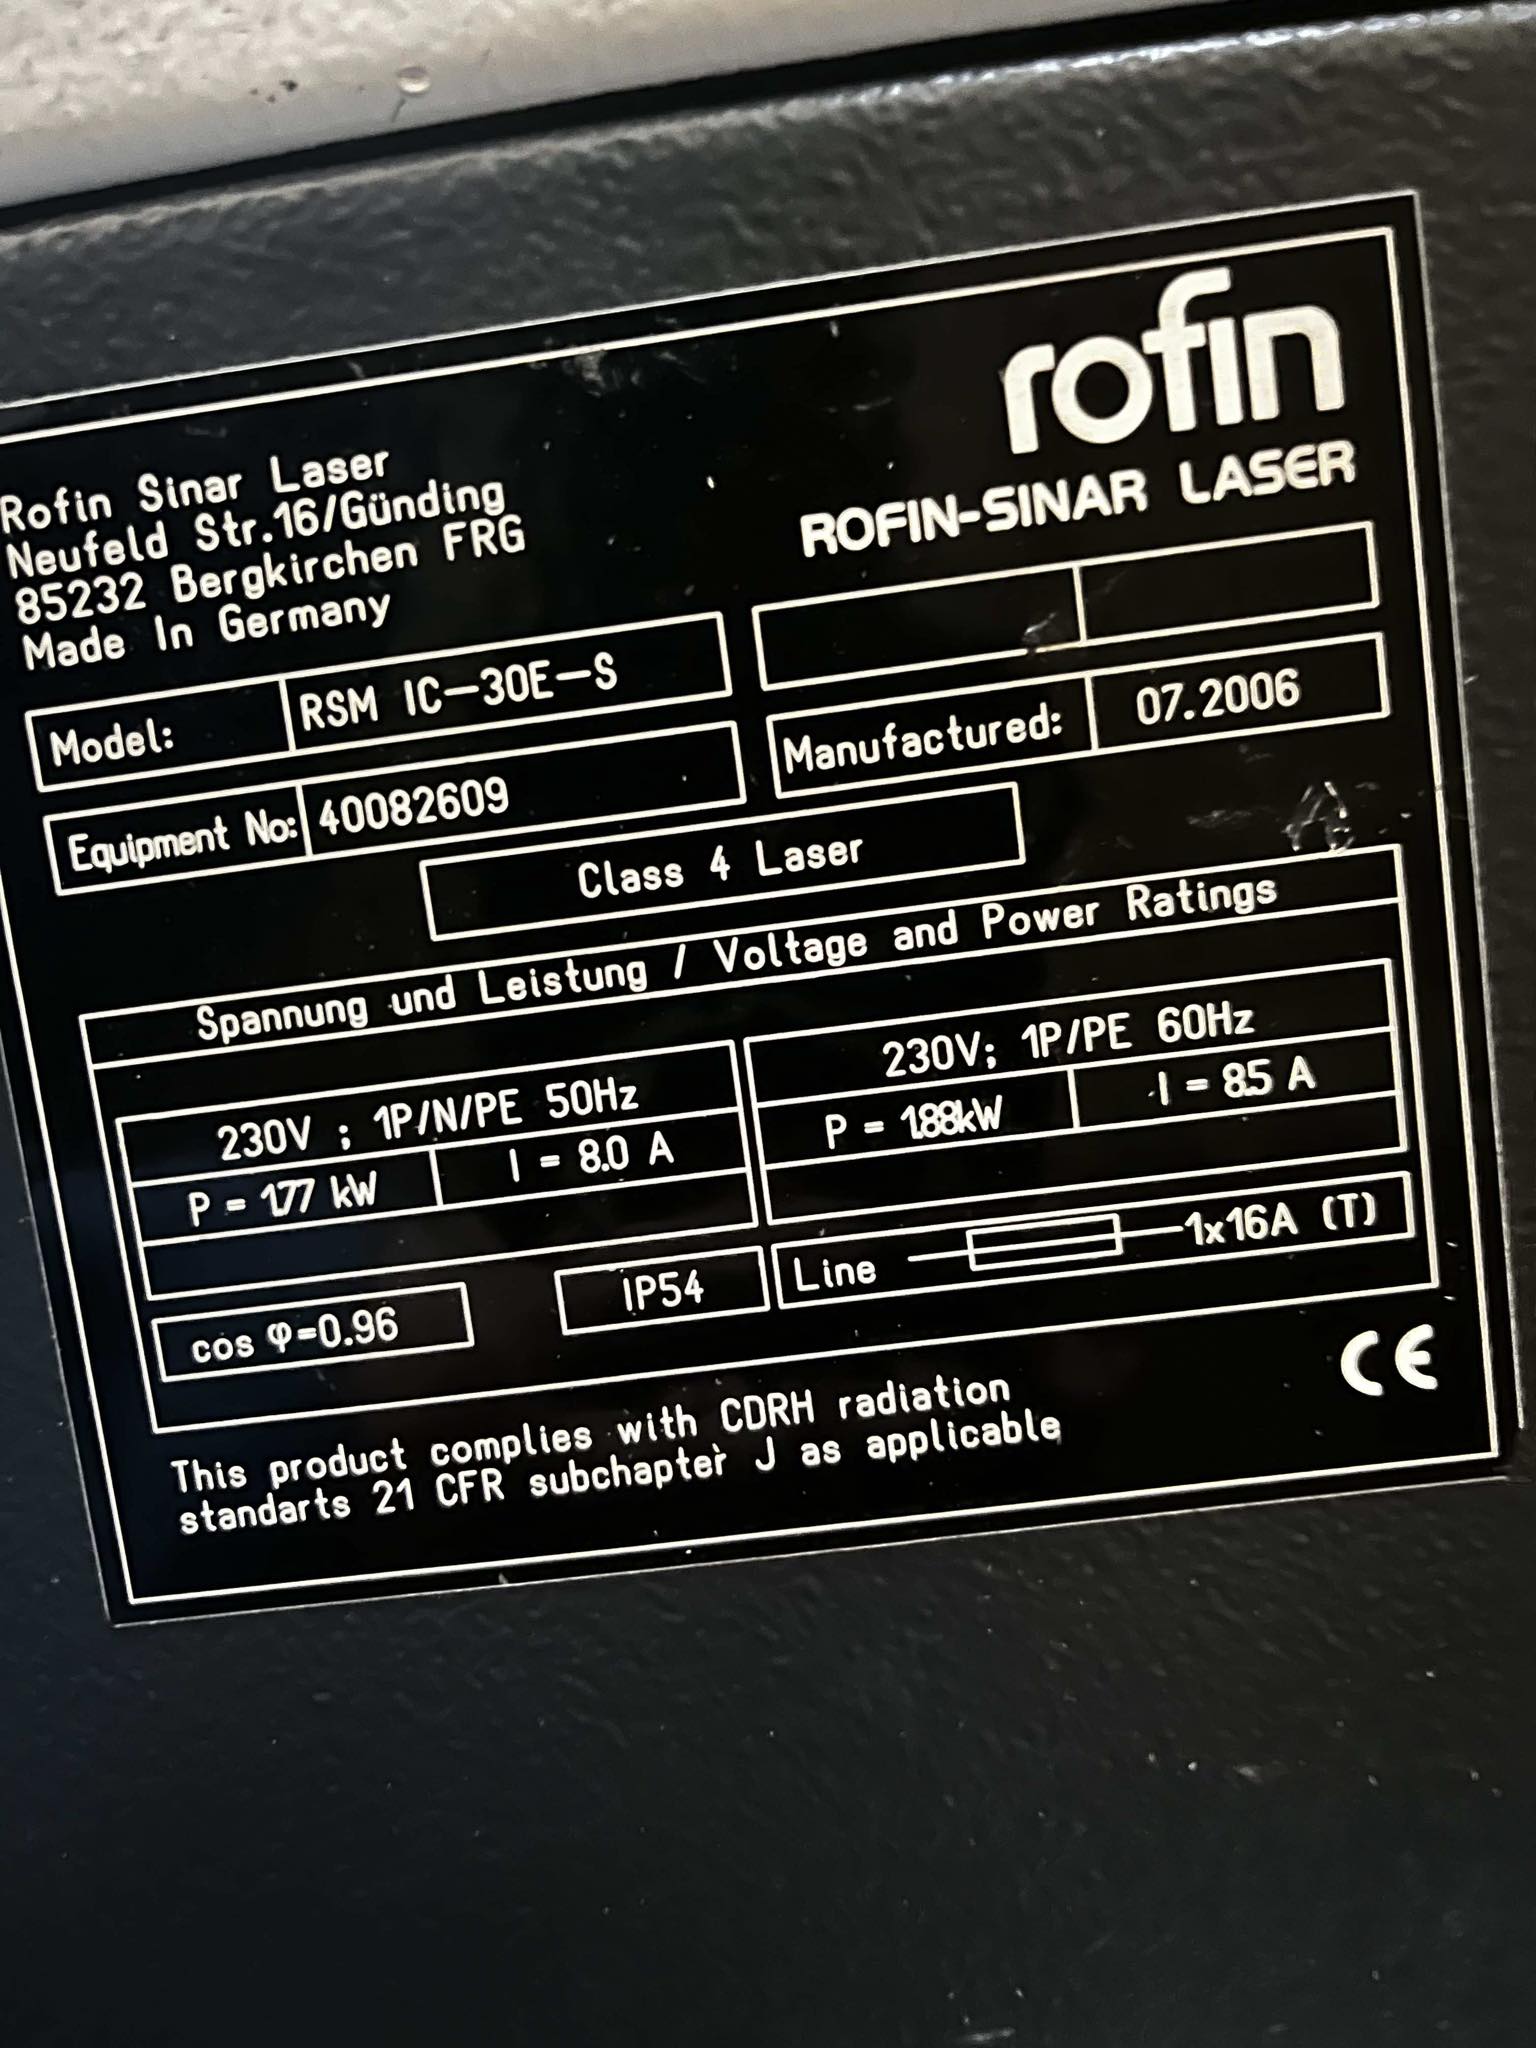 rofin
ROFIN-SINAR LASER
Rofin Sinar Laser
Neufeld Str.16/Günding
85232 Bergkirchen FRG
Made In Germany
Model: RSM IC-30E-S
Manufactured: 07.2006
Equipment No: 40082609
Class 4 Laser
Spannung und Leistung / Voltage and Power Ratings
230V ; 1P/N/PE 50Hz
P = 1.77 kW I = 8.0 A
230V; 1P/PE 60Hz
P = 1.88kW I = 8.5 A
cos φ=0.96
IP54
Line 1x16A (T)
CE
This product complies with CDRH radiation
standarts 21 CFR subchapter J as applicable